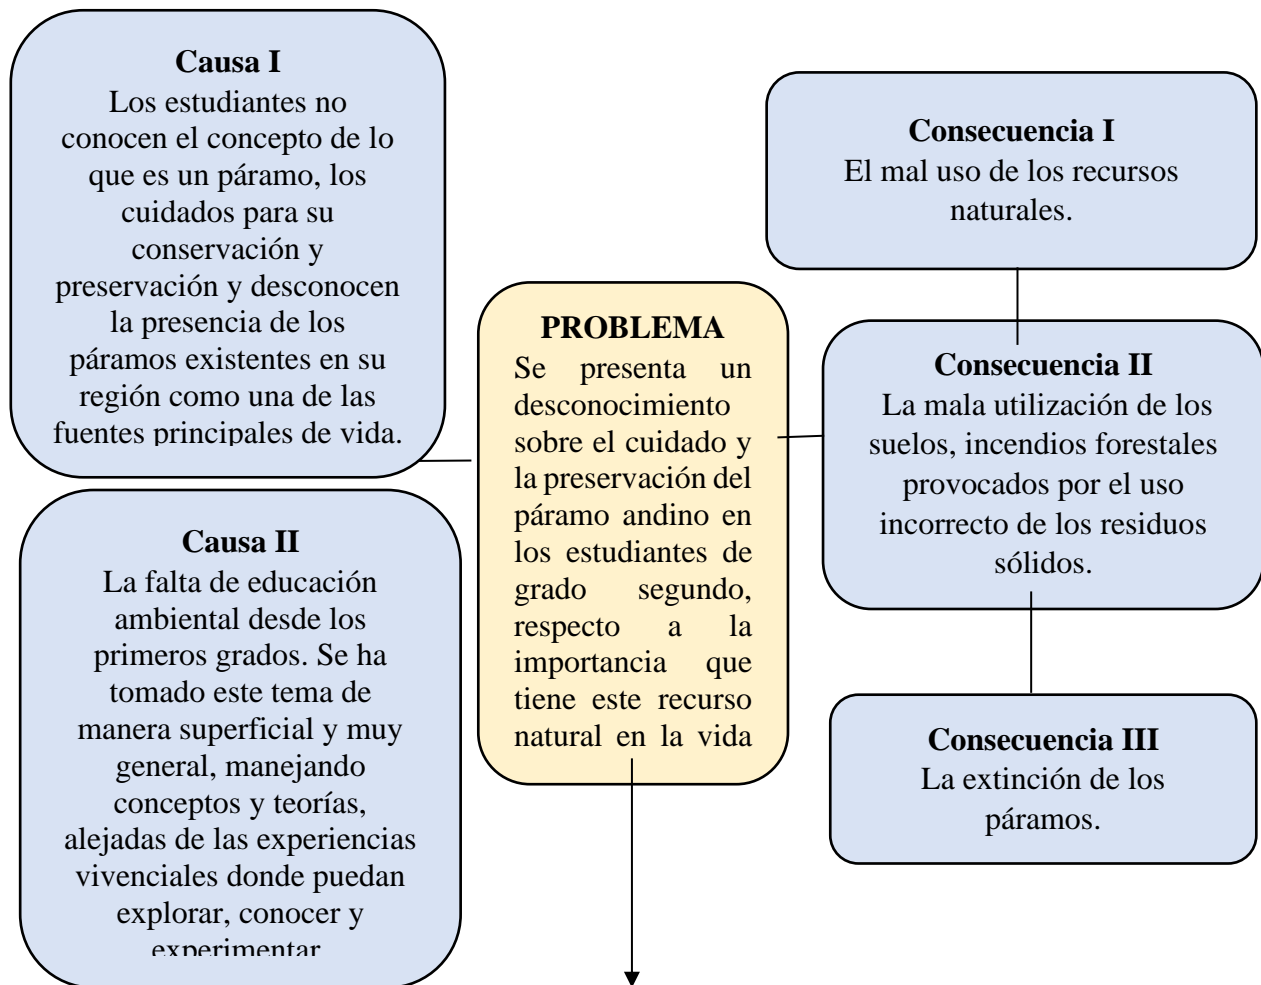 Causa I
Los estudiantes no
conocen el concepto de lo
que es un páramo, los
cuidados para su
conservación y
preservación y desconocen
la presencia de los
páramos existentes en su
región como una de las
fuentes principales de vida.
Causa II
La falta de educación
ambiental desde los
primeros grados. Se ha
tomado este tema de
manera superficial y muy
general, manejando
conceptos y teorías,
alejadas de las experiencias
vivenciales donde puedan
explorar, conocer y
experimentar
PROBLEMA
Se presenta un
desconocimiento
sobre el cuidado y
la preservación del
páramo andino en
los estudiantes de
grado segundo,
respecto a la
importancia que
tiene este recurso
natural en la vida
Consecuencia I
El mal uso de los recursos
naturales.
Consecuencia II
La mala utilización de los
suelos, incendios forestales
provocados por el uso
incorrecto de los residuos
sólidos.
Consecuencia III
La extinción de los
páramos.